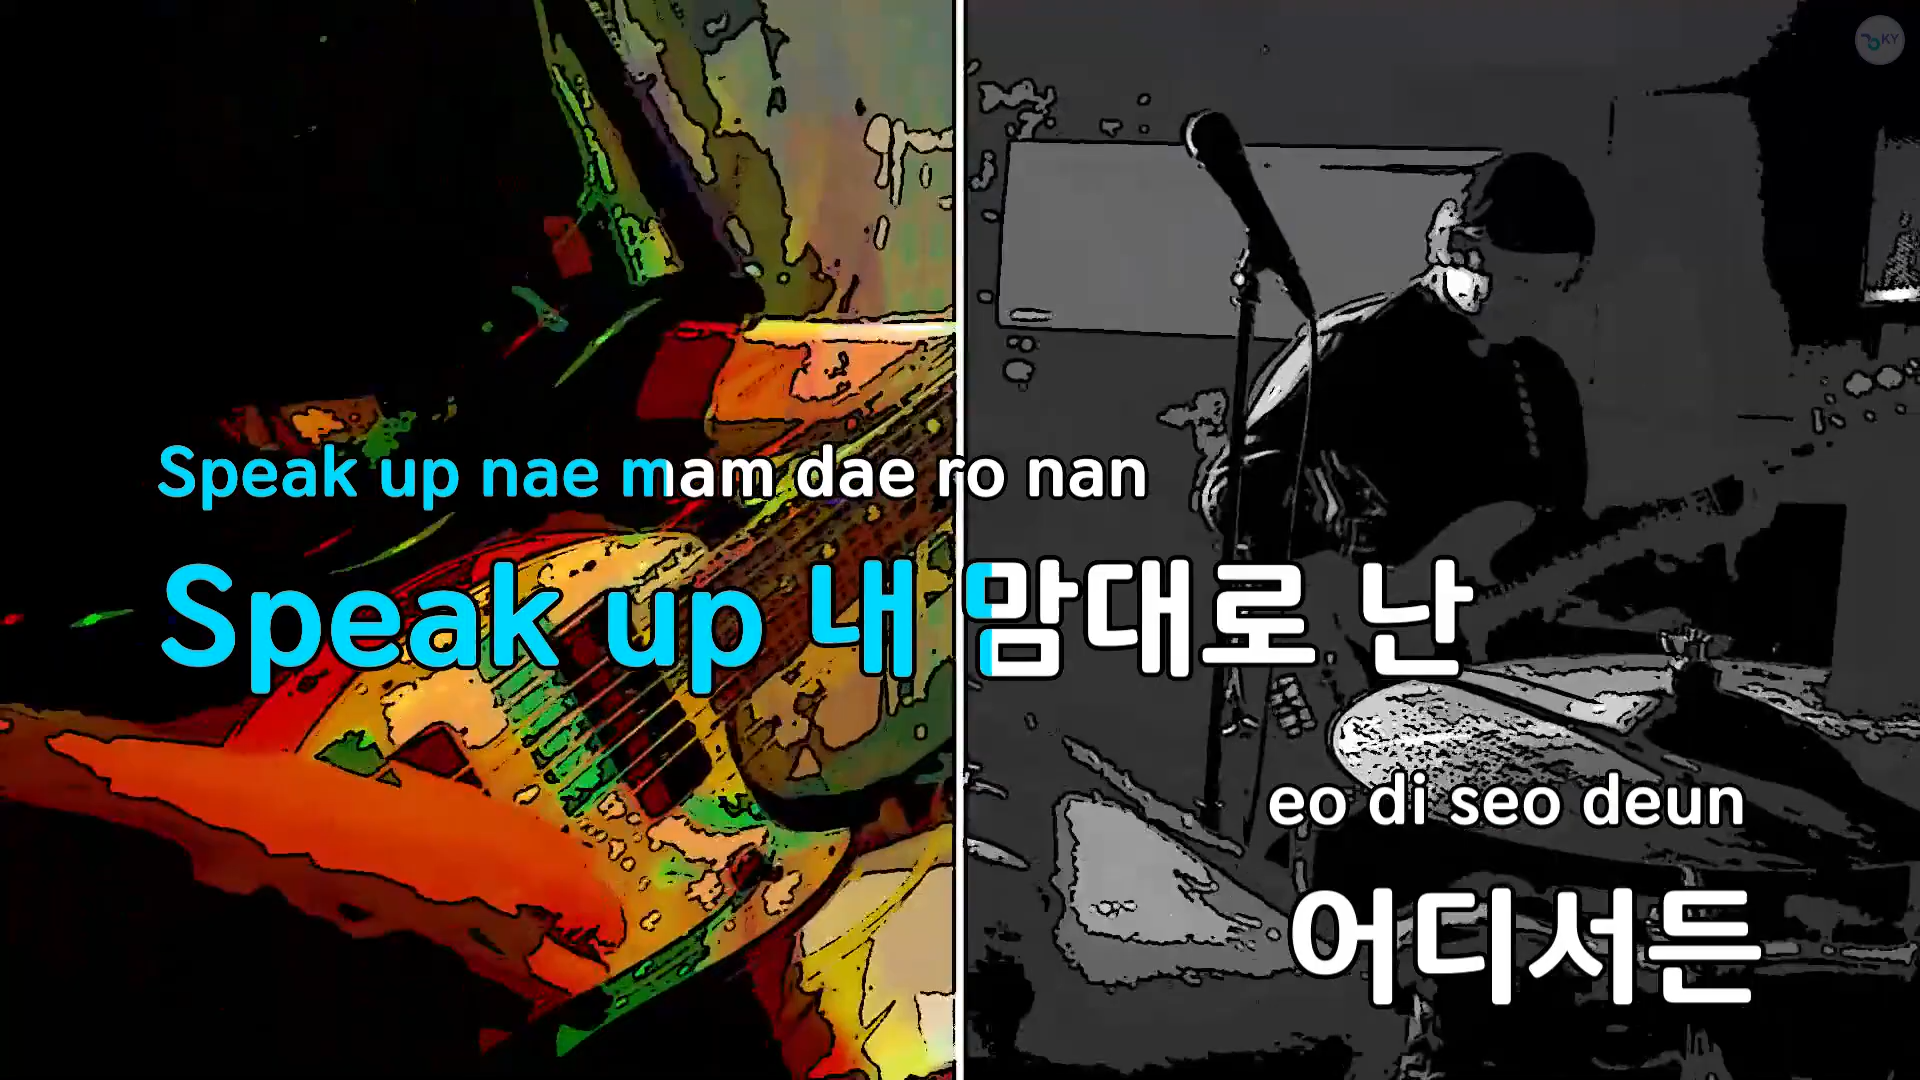 KY
Speak up nae mam dae ro nan
Speak up 내 맘대로 난
eo di seo deun
어디서든